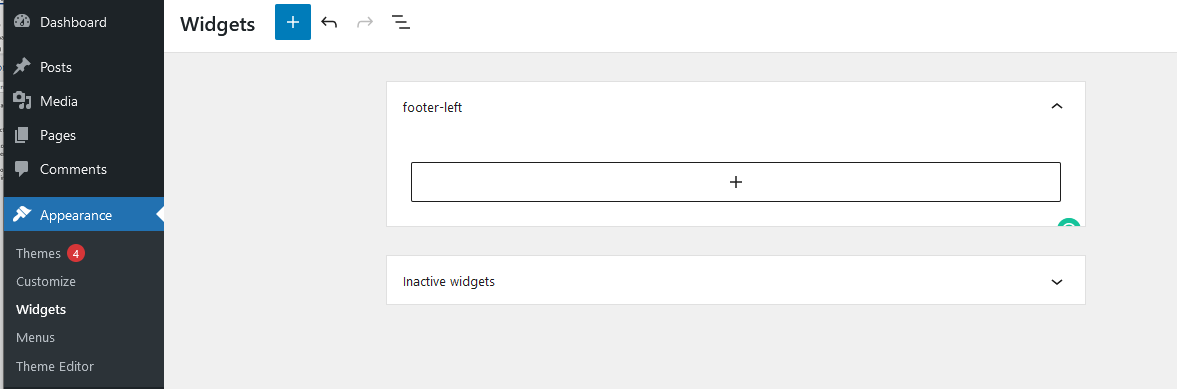 Dashboard
Posts
Media
Pages
Comments
Appearance
Themes 4
Customize
Widgets
Menus
Theme Editor
Widgets
footer-left
Inactive widgets